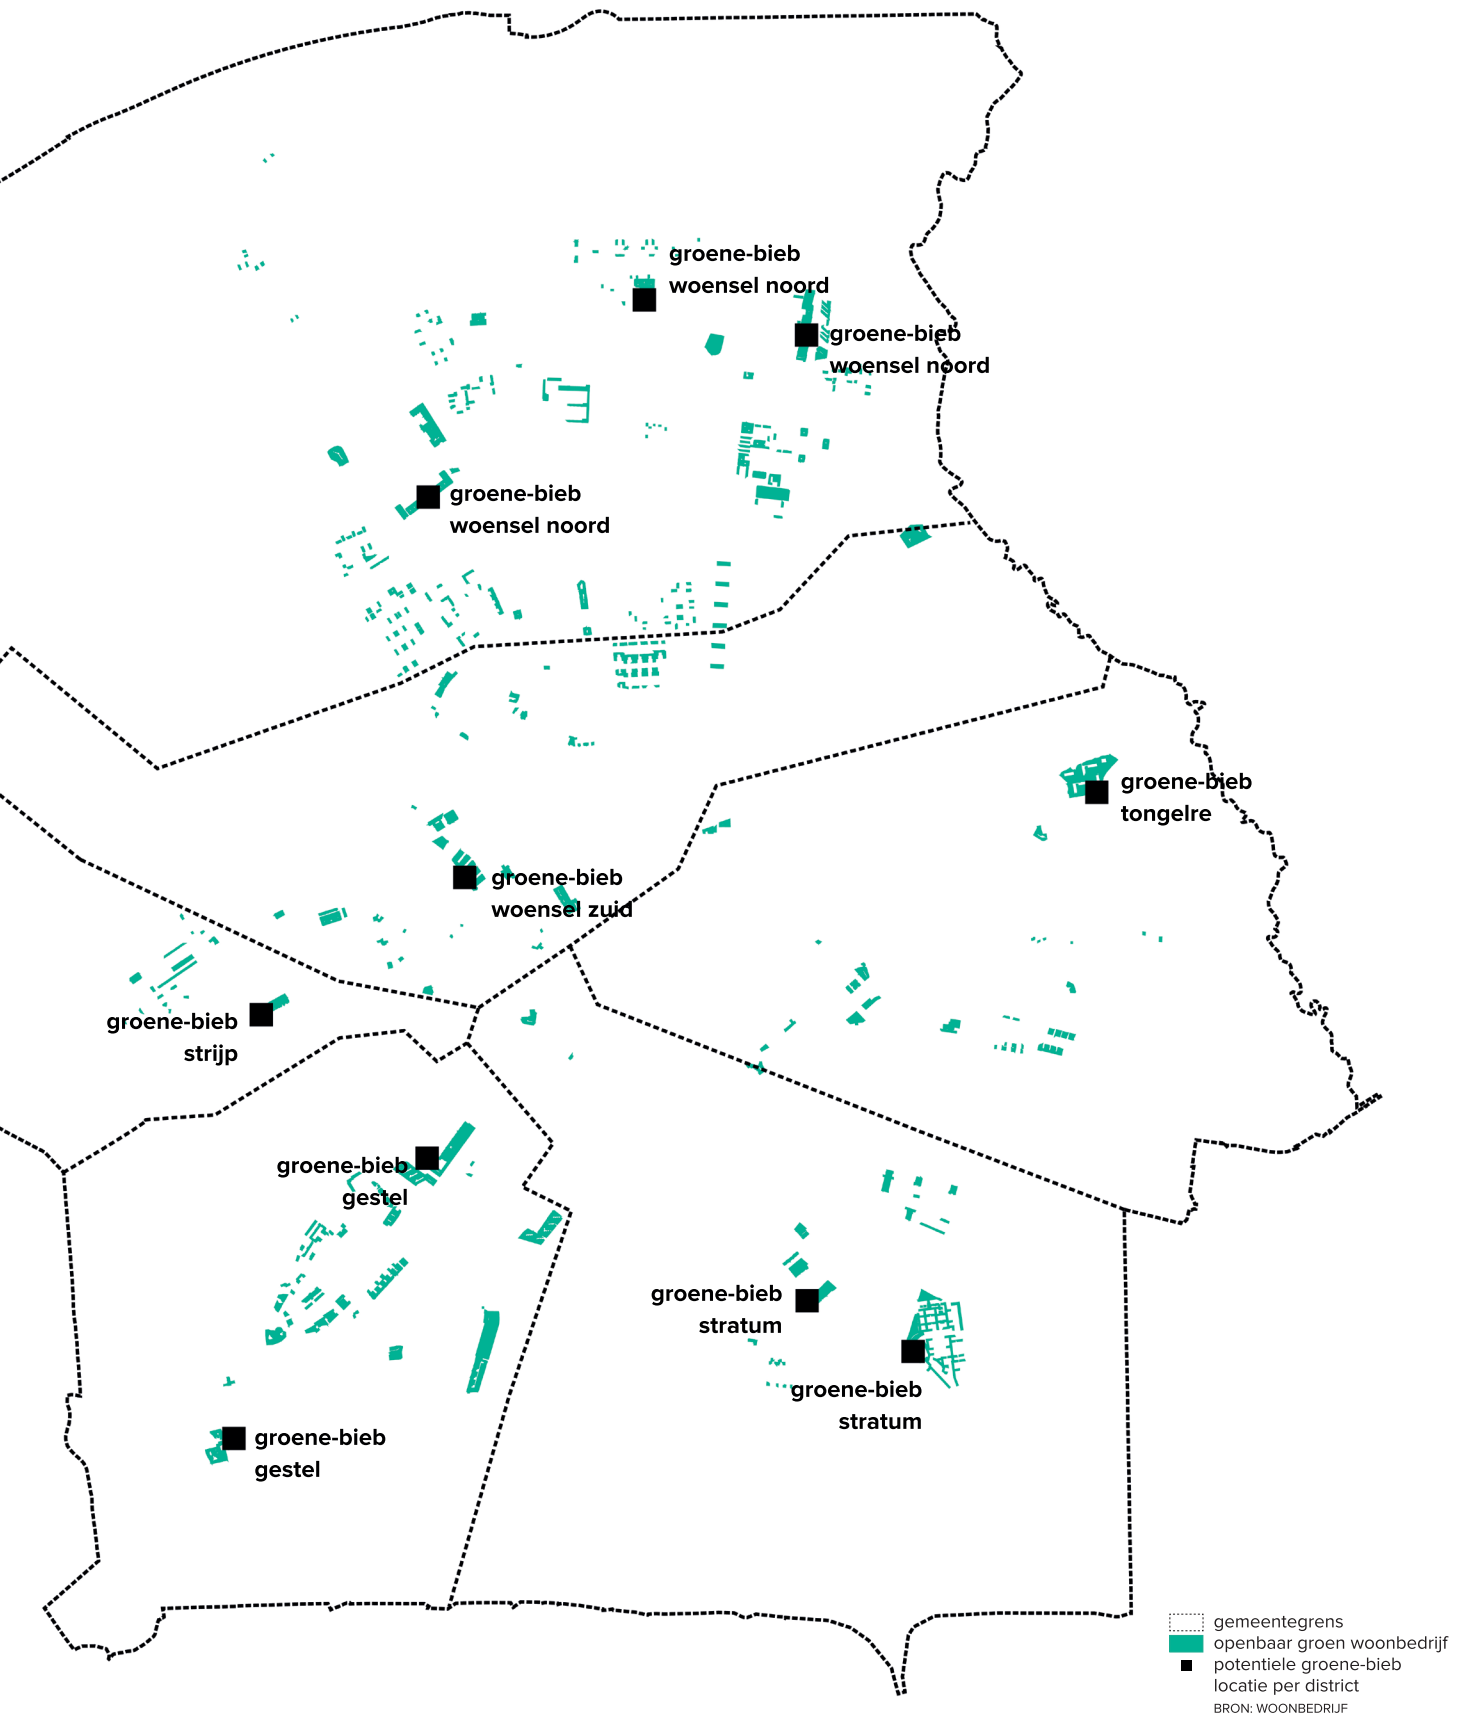 groene-bieb
woensel noord
groene-bieb
woensel noord
groene-bieb
woensel noord
groene-bieb
tongelre
groene-bieb
woensel zuid
groene-bieb
strijp
groene-bieb
gestel
groene-bieb
stratum
groene-bieb
stratum
groene-bieb
gestel
gemeentegrens
openbaar groen woonbedrijf
potentiele groene-bieb
locatie per district
BRON: WOONBEDRIJF